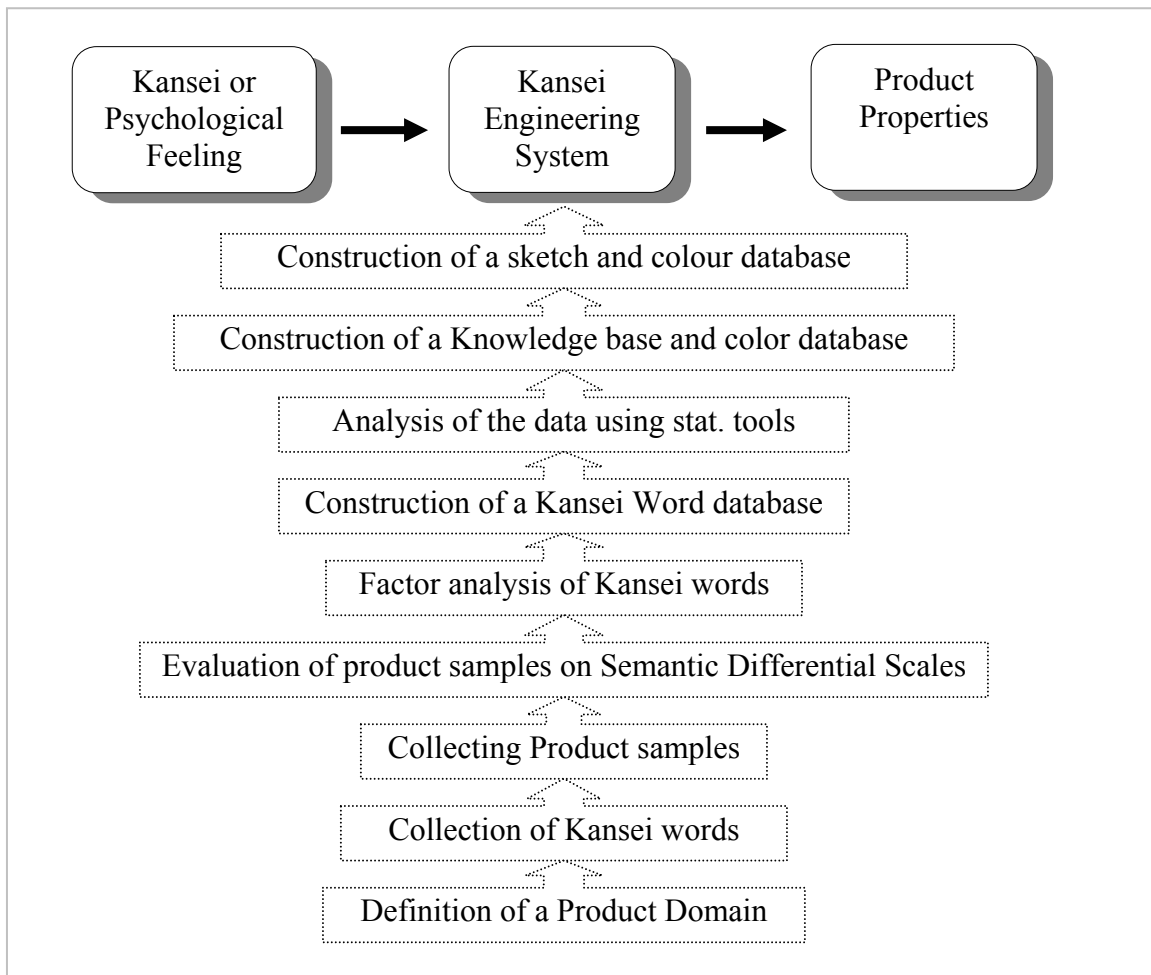 Kansei or
Psychological
Feeling
Kansei
Engineering
System
Product
Properties
Construction of a sketch and colour database
Construction of a Knowledge base and color database
Analysis of the data using stat. tools
Construction of a Kansei Word database
Factor analysis of Kansei words
Evaluation of product samples on Semantic Differential Scales
Collecting Product samples
Collection of Kansei words
Definition of a Product Domain